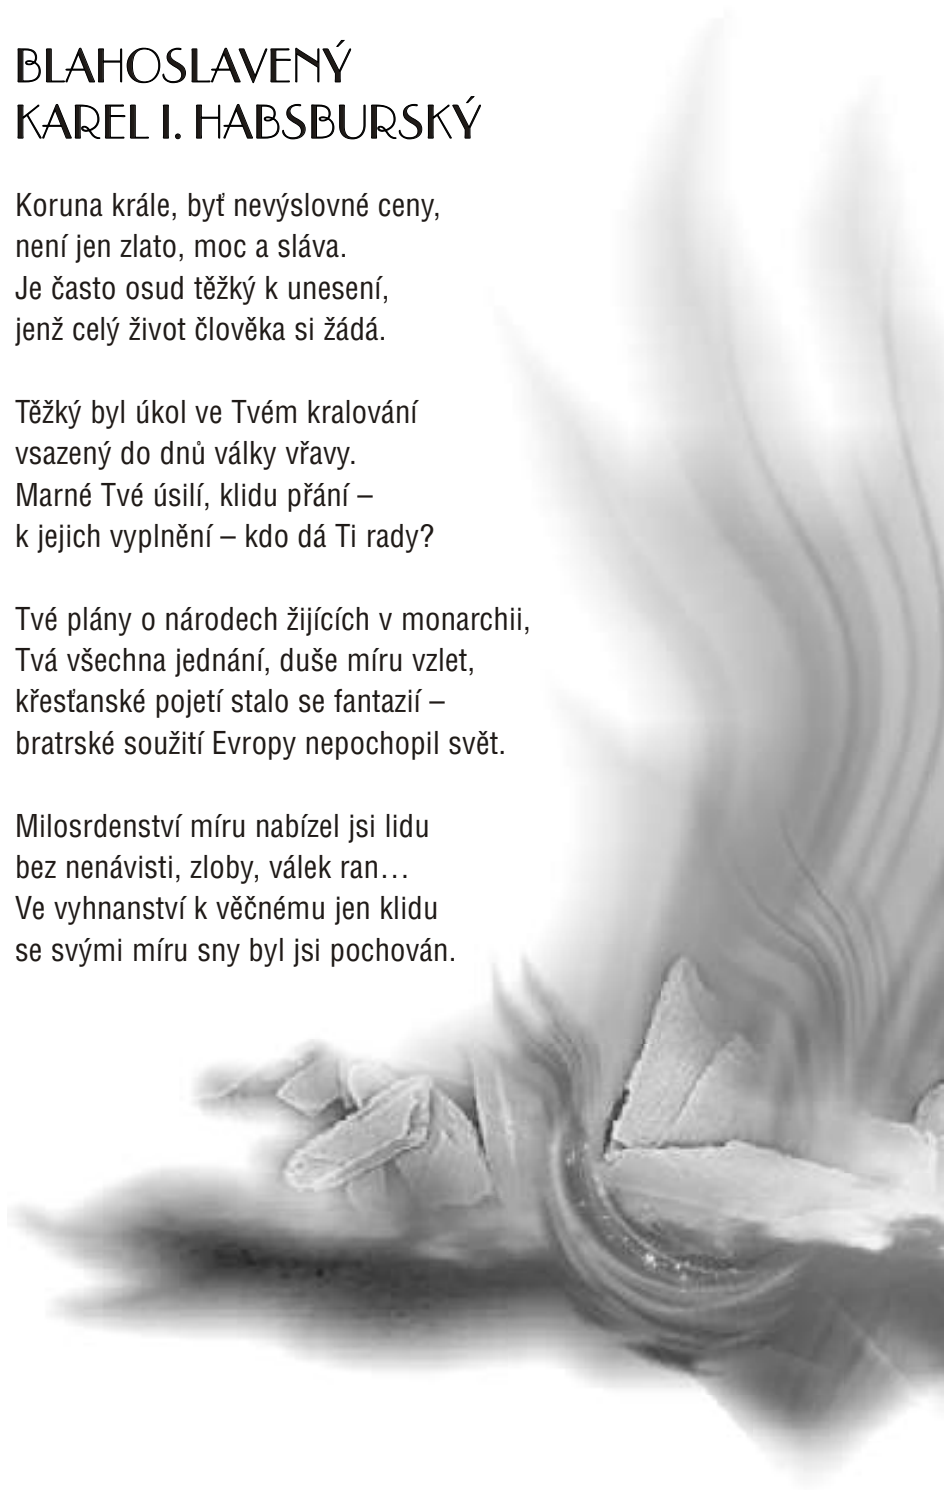 BLAHOSLAVENÝ
KAREL I. HABSBURSKÝ
Koruna krále, byť nevýslovné ceny,
není jen zlato, moc a sláva.
Je často osud těžký k unesení,
jenž celý život člověka si žádá.
Těžký byl úkol ve Tvém kralování
vsazený do dnů války vřavy.
Marné Tvé úsilí, klidu přání –
k jejich vyplnění – kdo dá Ti rady?
Tvé plány o národech žijících v monarchii,
Tvá všechna jednání, duše míru vzlet,
křesťanské pojetí stalo se fantazií –
bratrské soužití Evropy nepochopil svět.
Milosrdenství míru nabízel jsi lidu
bez nenávisti, zloby, válek ran…
Ve vyhnanství k věčnému jen klidu
se svými míru sny byl jsi pochován.